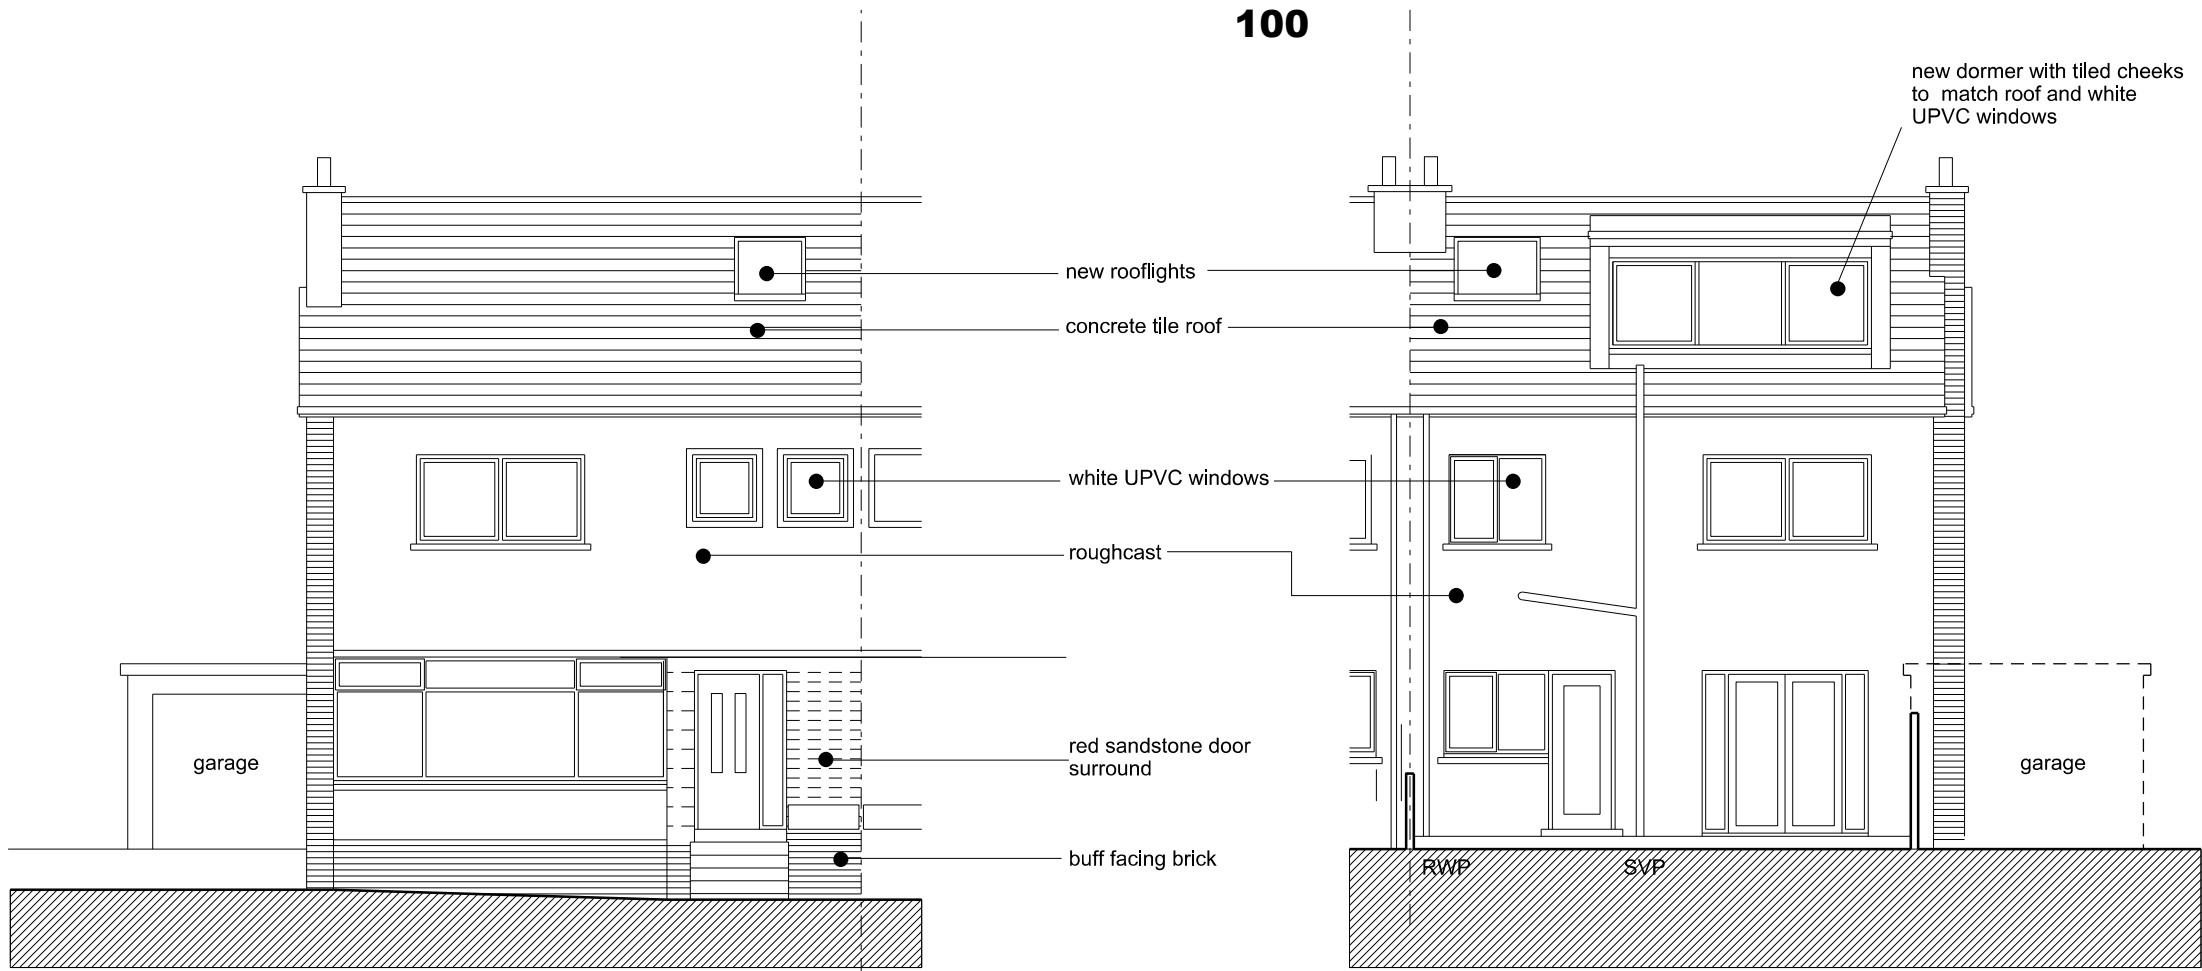 100
new dormer with tiled cheeks
to match roof and white
UPVC windows
new rooflights
concrete tile roof
white UPVC windows
roughcast
red sandstone door
surround
garage
garage
buff facing brick
RWP
SVP